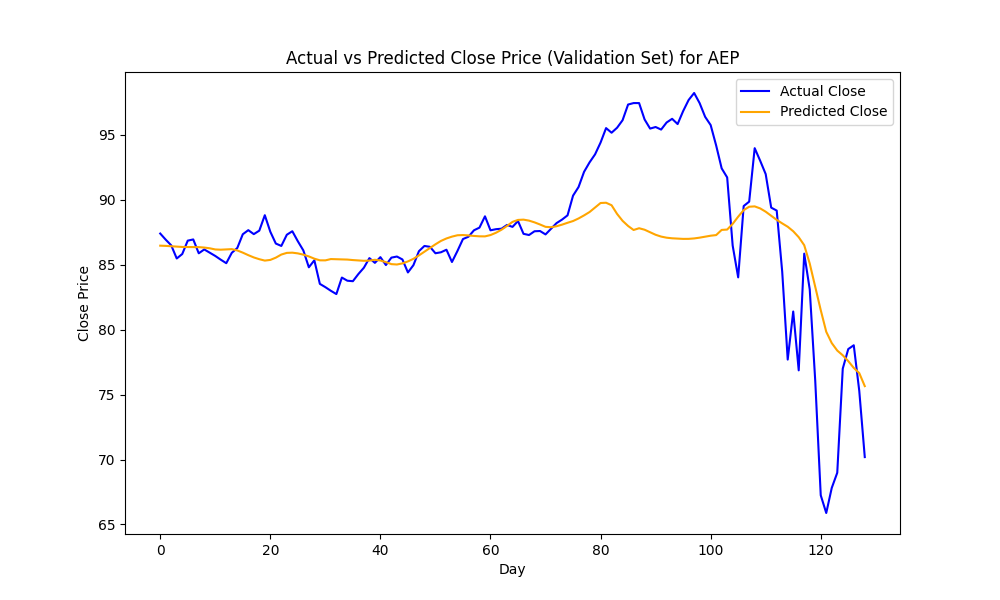 Actual vs Predicted Close Price (Validation Set) for AEP
Actual Close
Predicted Close
Close Price
95
90
85
80
75
70
65
0 20 40 60 80 100 120
Day